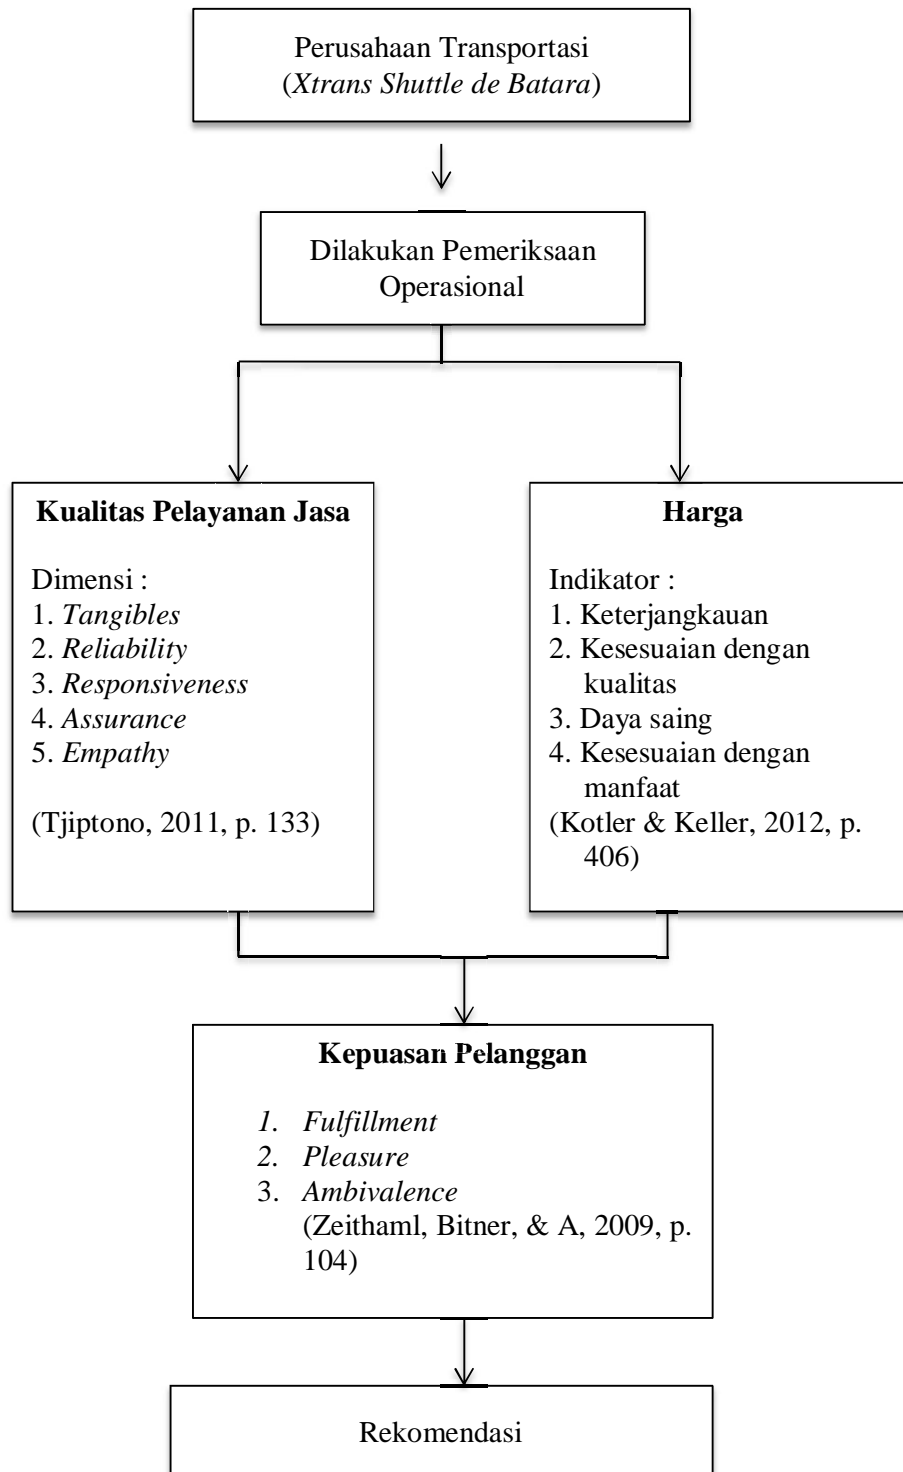 Perusahaan Transportasi
(Xtrans Shuttle de Batara)
Dilakukan Pemeriksaan
Operasional
Kualitas Pelayanan Jasa
Dimensi :
1. Tangibles
2. Reliability
3. Responsiveness
4. Assurance
5. Empathy
(Tjiptono, 2011, p. 133)
Harga
Indikator :
1. Keterjangkauan
2. Kesesuaian dengan
kualitas
3. Daya saing
4. Kesesuaian dengan
manfaat
(Kotler & Keller, 2012, p.
406)
Kepuasan Pelanggan
1. Fulfillment
2. Pleasure
3. Ambivalence
(Zeithaml, Bitner, & A, 2009, p.
104)
Rekomendasi